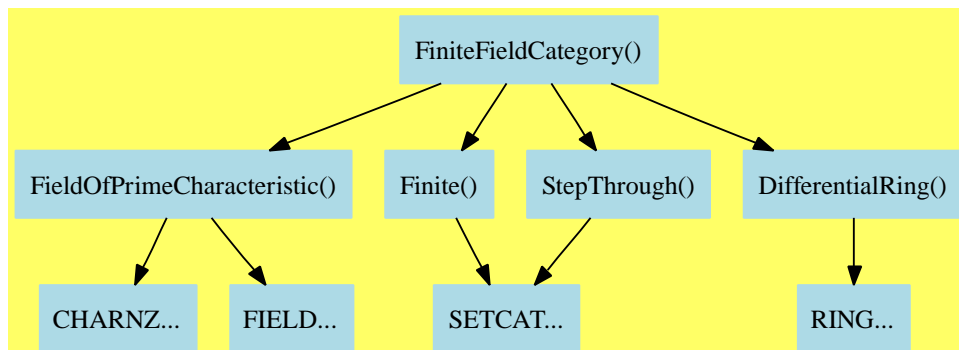 FiniteFieldCategory()
FieldOfPrimeCharacteristic()
Finite()
StepThrough()
DifferentialRing()
CHARNZ...
FIELD...
SETCAT...
RING...